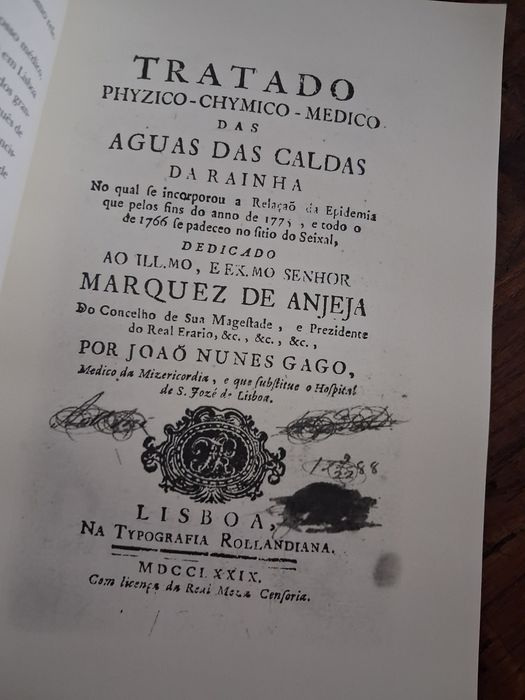 em Lisboa
de
TRATADO
PHYZICO-CHYMICO-MEDICO
DAS
AGUAS DAS CALDAS
DA RAINHA
No qual ſe incorporou a Relaçaõ da Epidemia
que pelos fins do anno de 1775, e todo o
de 1766 ſe padeceo no ſitio do Seixal,
DEDICADO
AO ILL.MO, E EX.MO SENHOR
MARQUEZ DE ANJEJA
Do Concelho de Sua Mageſtade, e Prezidente
do Real Erario, &c., &c., &c.,
POR JOAÕ NUNES GAGO,
Medico da Mizericordia, e que ſubſtitue o Hoſpital
de S. Jozé de Lisboa.
LISBOA,
NA TYPOGRAFIA ROLLANDIANA.
MDCCLXXIX.
Com licença da Real Meza Cenſoria.